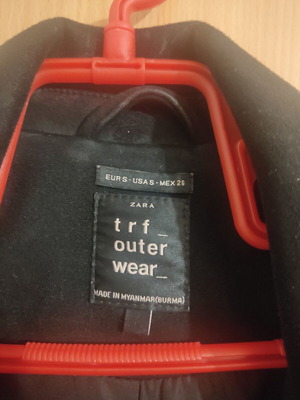 EUR S - USA S - MEX 26
ZARA
trf_
outer
wear_
MADE IN MYANMAR(BURMA)